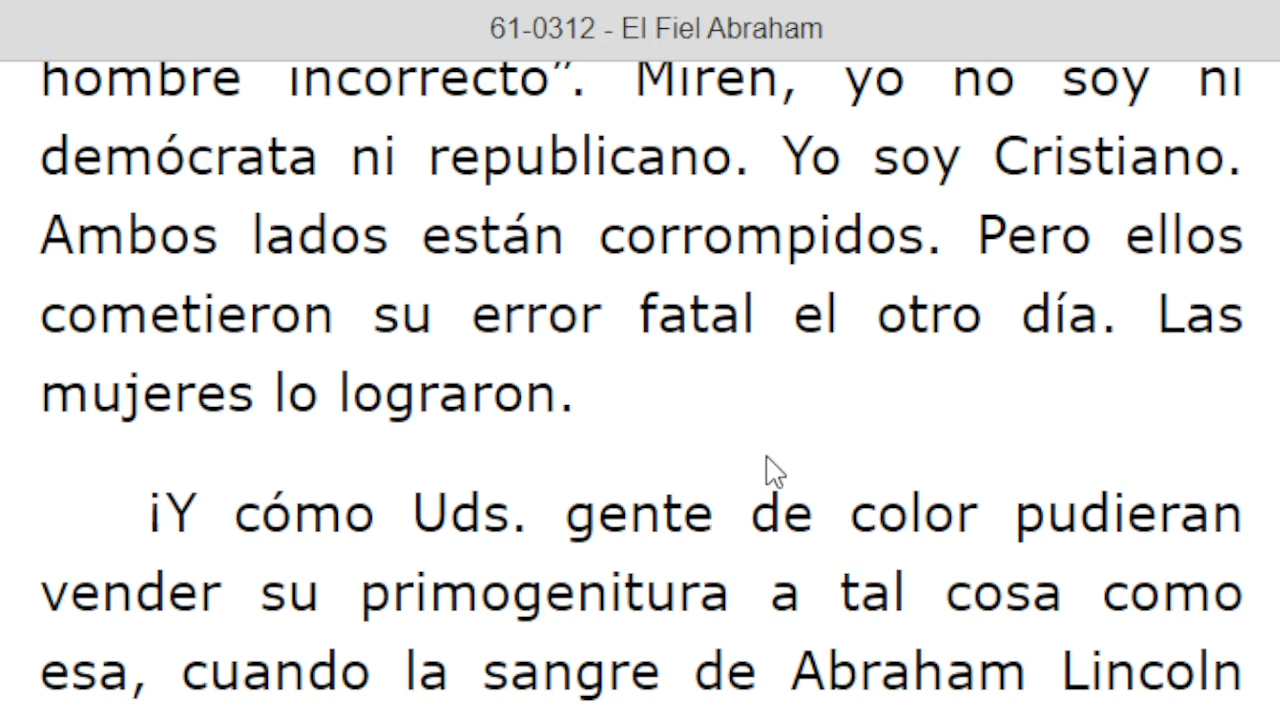 61-0312 - El Fiel Abraham
hombre incorrecto”. Miren, yo no soy ni
demócrata ni republicano. Yo soy Cristiano.
Ambos lados están corrompidos. Pero ellos
cometieron su error fatal el otro día. Las
mujeres lo lograron.
¡Y cómo Uds. gente de color pudieran
vender su primogenitura a tal cosa como
esa, cuando la sangre de Abraham Lincoln